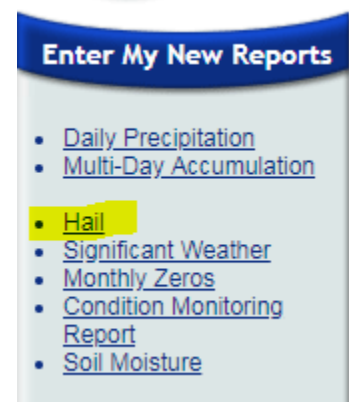 Enter My New Reports
• Daily Precipitation
• Multi-Day Accumulation
• Hail
• Significant Weather
• Monthly Zeros
• Condition Monitoring
Report
• Soil Moisture